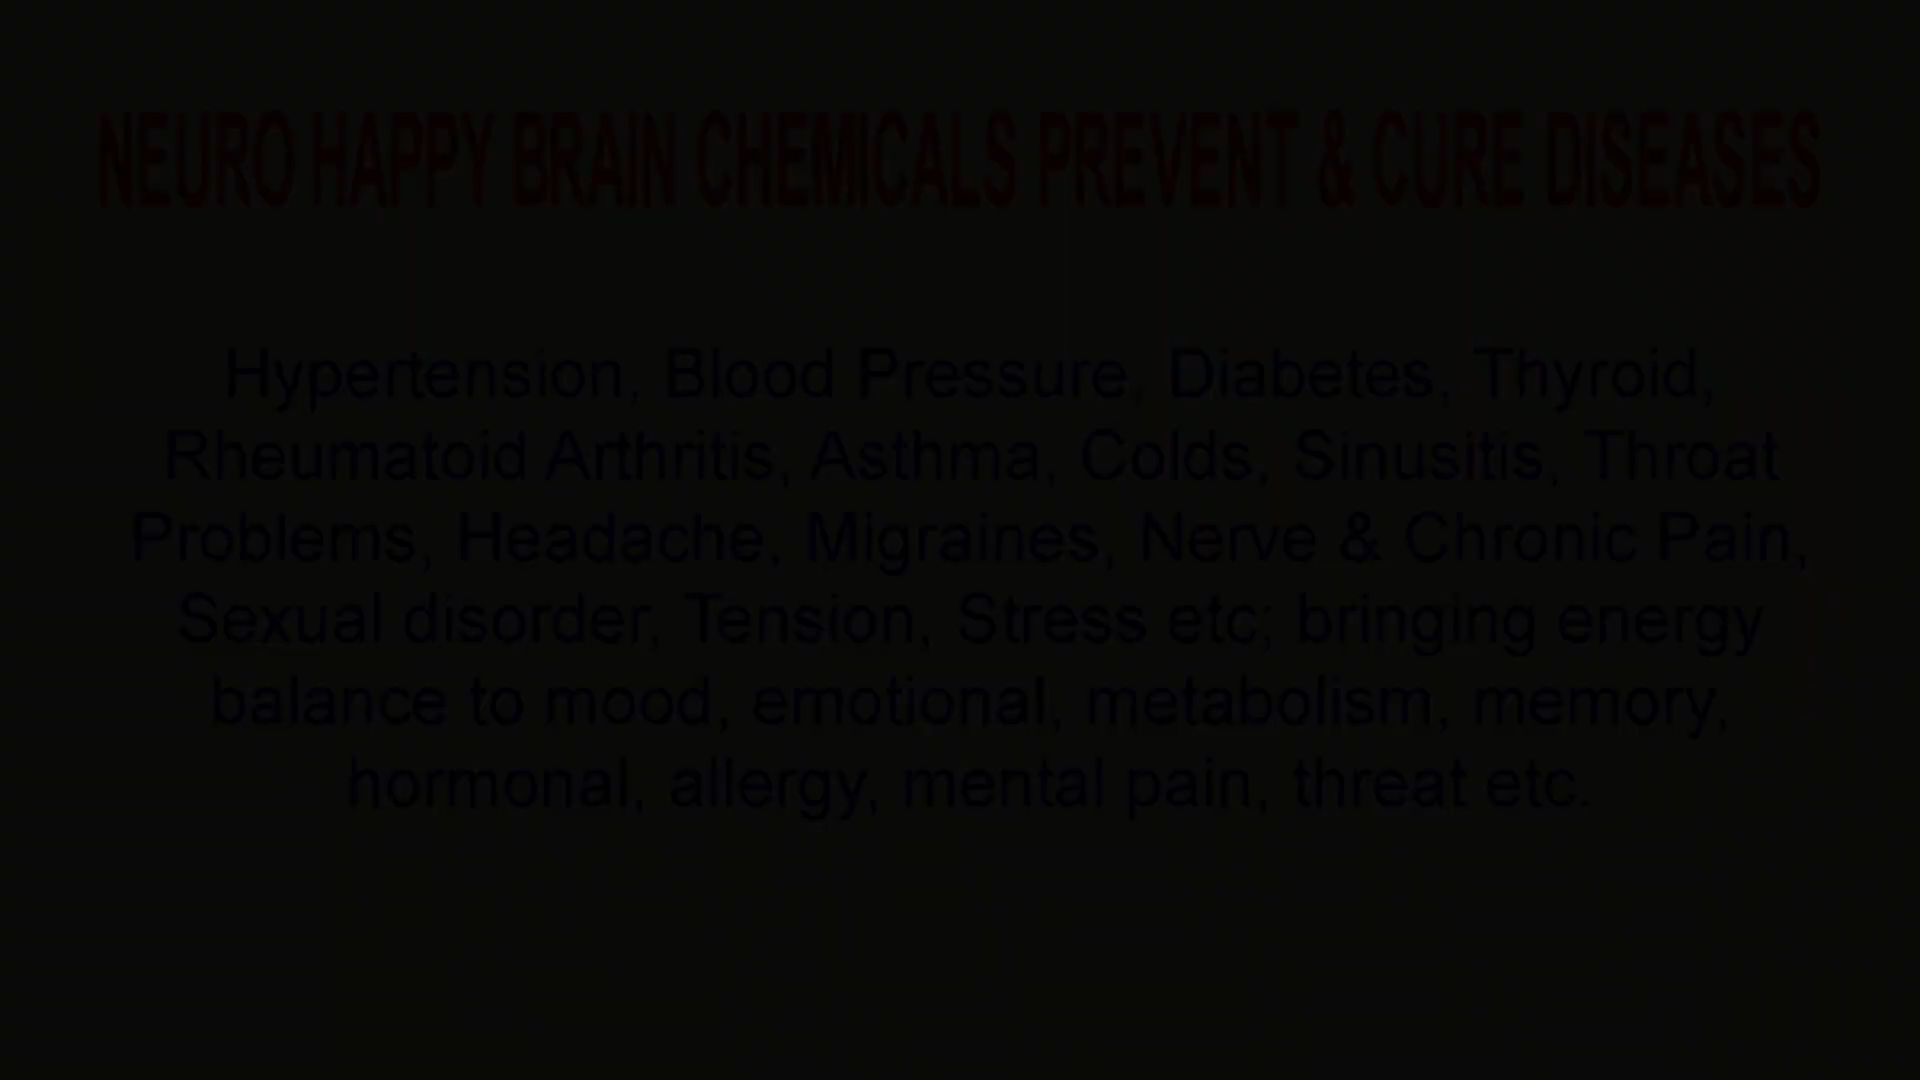 NEURO HAPPY BRAIN CHEMICALS PREVENT & CURE DISEASES
Hypertension, Blood Pressure, Diabetes, Thyroid,
Rheumatoid Arthritis, Asthma, Colds, Sinusitis, Throat
Problems, Headache, Migraines, Nerve & Chronic Pain,
Sexual disorder, Tension, Stress etc; bringing energy
balance to mood, emotional, metabolism, memory,
hormonal, allergy, mental pain, threat etc.